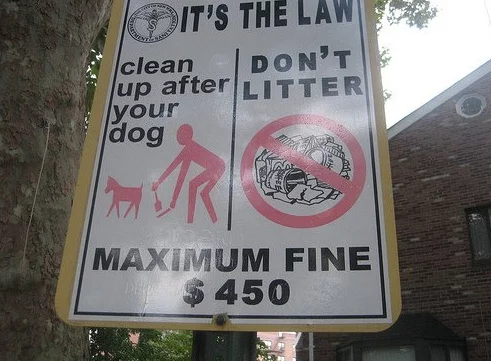 IT'S THE LAW
clean
up after
your
dog
DON'T
LITTER
MAXIMUM FINE
$450